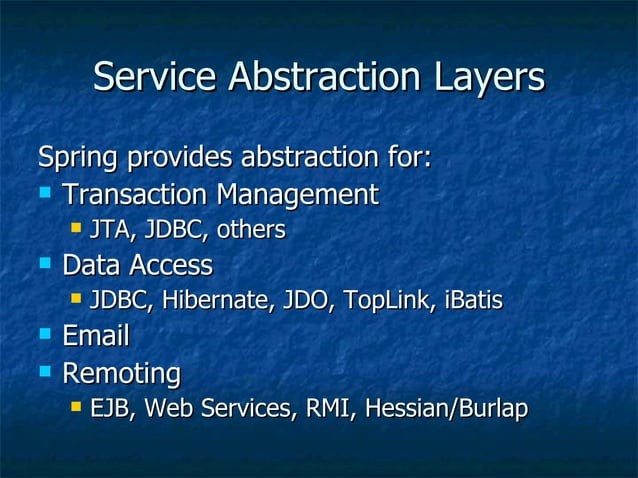 Service Abstraction Layers
Spring provides abstraction for:
Transaction Management
JTA, JDBC, others
Data Access
JDBC, Hibernate, JDO, TopLink, iBatis
Email
Remoting
EJB, Web Services, RMI, Hessian/Burlap